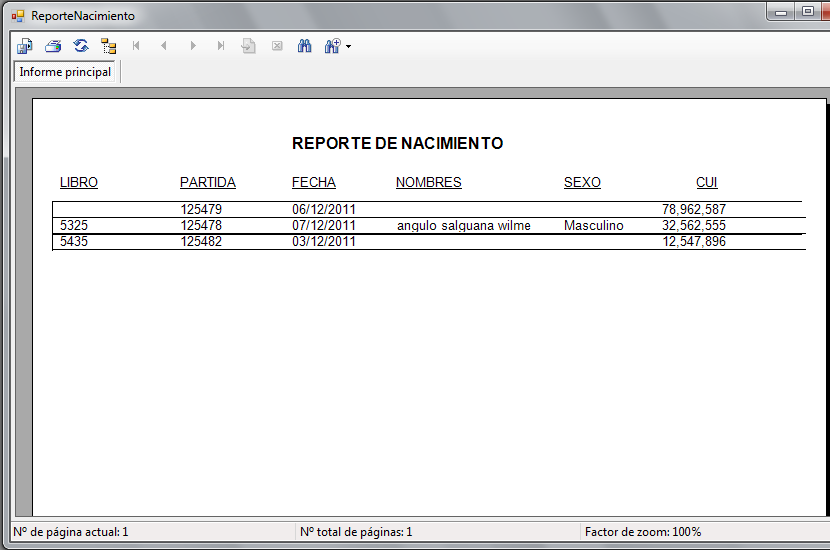 ReporteNacimiento
Informe principal
REPORTE DE NACIMIENTO
LIBRO PARTIDA FECHA NOMBRES SEXO CUI
125479 06/12/2011 78,962,587
5325 125478 07/12/2011 angulo salguana wilme Masculino 32,562,555
5435 125482 03/12/2011 12,547,896
Nº de página actual: 1 Nº total de páginas: 1 Factor de zoom: 100%